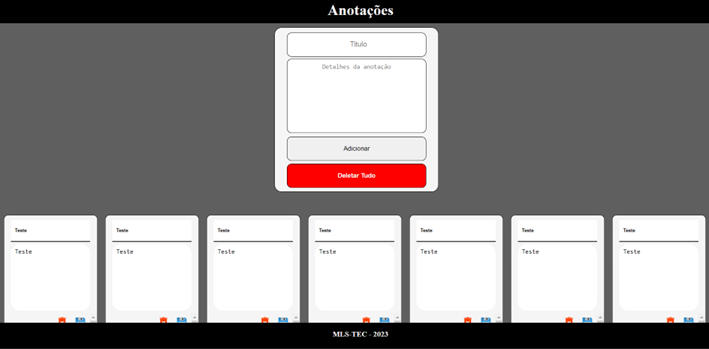 Anotações
Titulo
Detalhes da anotação
Adicionar
Deletar Tudo
Teste Teste Teste Teste Teste Teste Teste
Teste Teste Teste Teste Teste Teste Teste
MLS-TEC - 2023